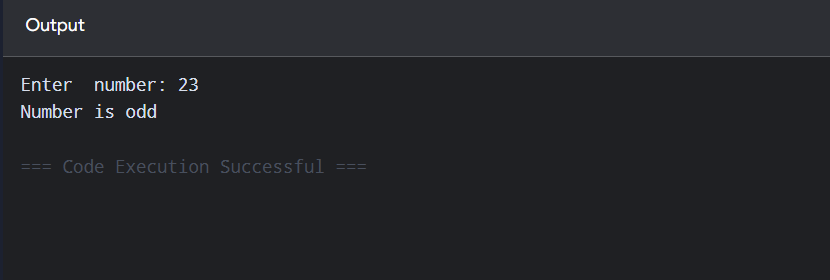 Output
Enter  number: 23
Number is odd
=== Code Execution Successful ===